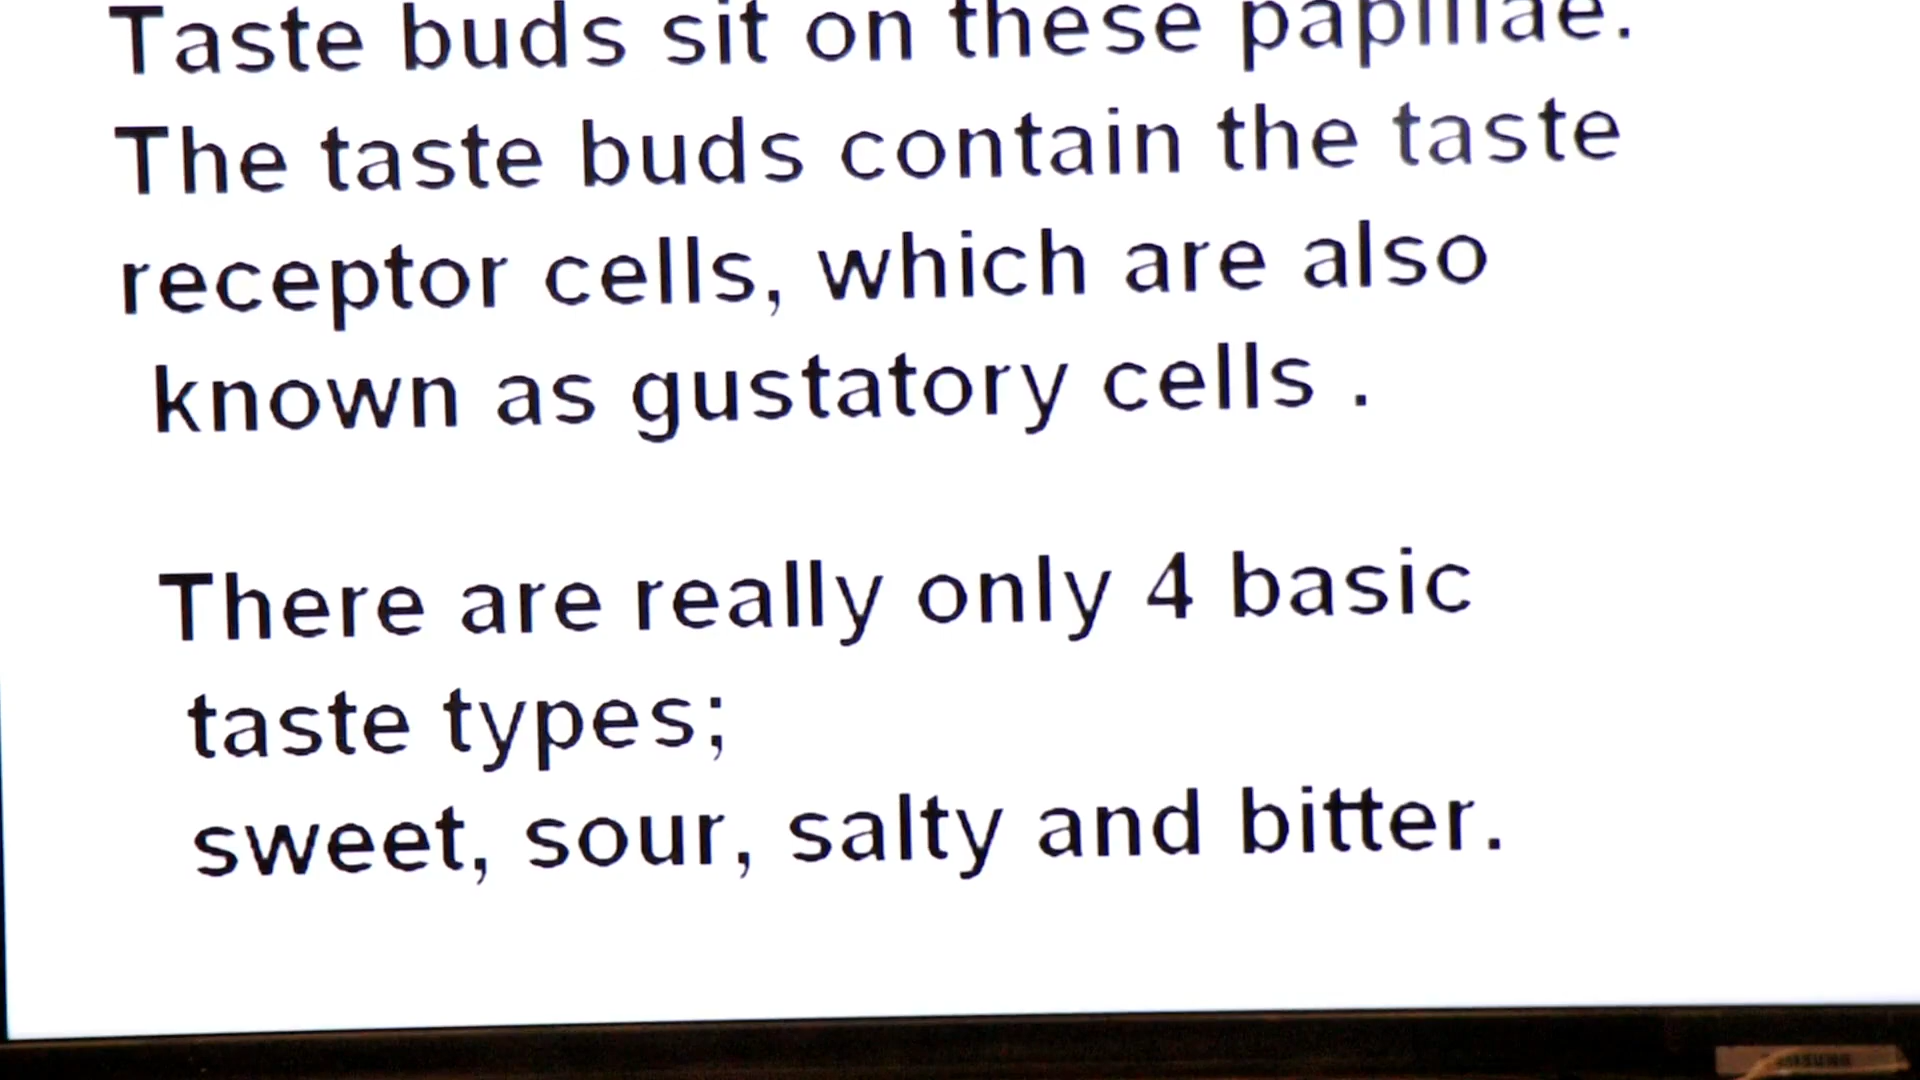 Taste buds sit on these papillae.
The taste buds contain the taste
receptor cells, which are also
known as gustatory cells .
There are really only 4 basic
taste types;
sweet, sour, salty and bitter.